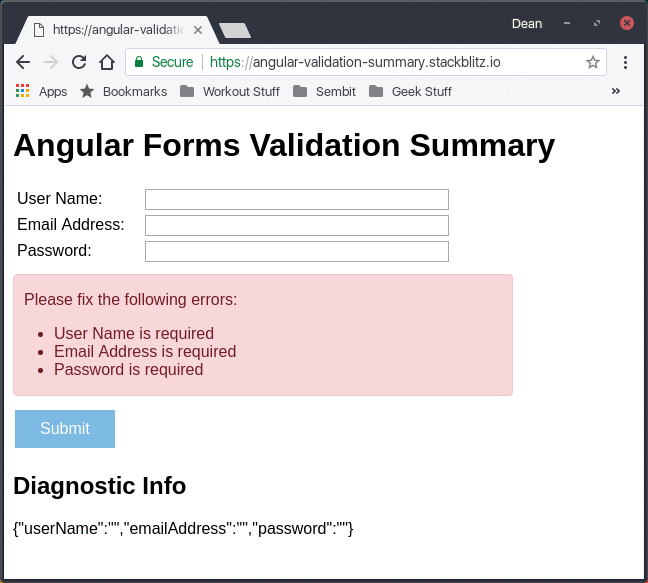 Dean
https://angular-validatio
Secure https://angular-validation-summary.stackblitz.io
Apps Bookmarks Workout Stuff Sembit Geek Stuff »
Angular Forms Validation Summary
User Name:
Email Address:
Password:
Please fix the following errors:
• User Name is required
• Email Address is required
• Password is required
Submit
Diagnostic Info
{"userName":"","emailAddress":"","password":""}